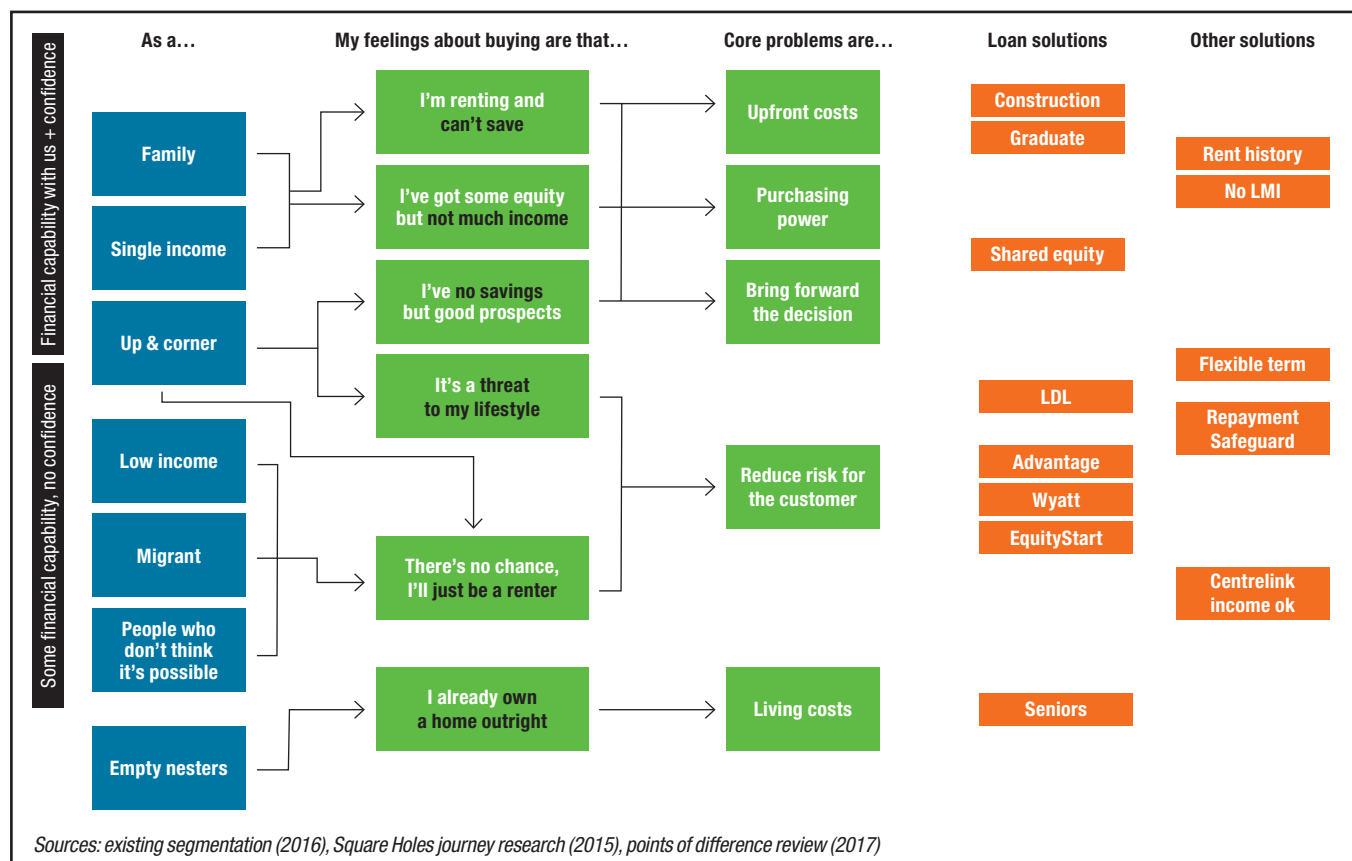 As a…
My feelings about buying are that…
Core problems are…
Loan solutions
Other solutions
Financial capability with us + confidence
Some financial capability, no confidence
Family
Single income
Up & corner
Low income
Migrant
People who
don't think
it's possible
Empty nesters
I'm renting and
can't save
I've got some equity
but not much income
I've no savings
but good prospects
It's a threat
to my lifestyle
There's no chance,
I'll just be a renter
I already own
a home outright
Upfront costs
Purchasing
power
Bring forward
the decision
Reduce risk for
the customer
Living costs
Construction
Graduate
Shared equity
LDL
Advantage
Wyatt
EquityStart
Seniors
Rent history
No LMI
Flexible term
Repayment
Safeguard
Centrelink
income ok
Sources: existing segmentation (2016), Square Holes journey research (2015), points of difference review (2017)